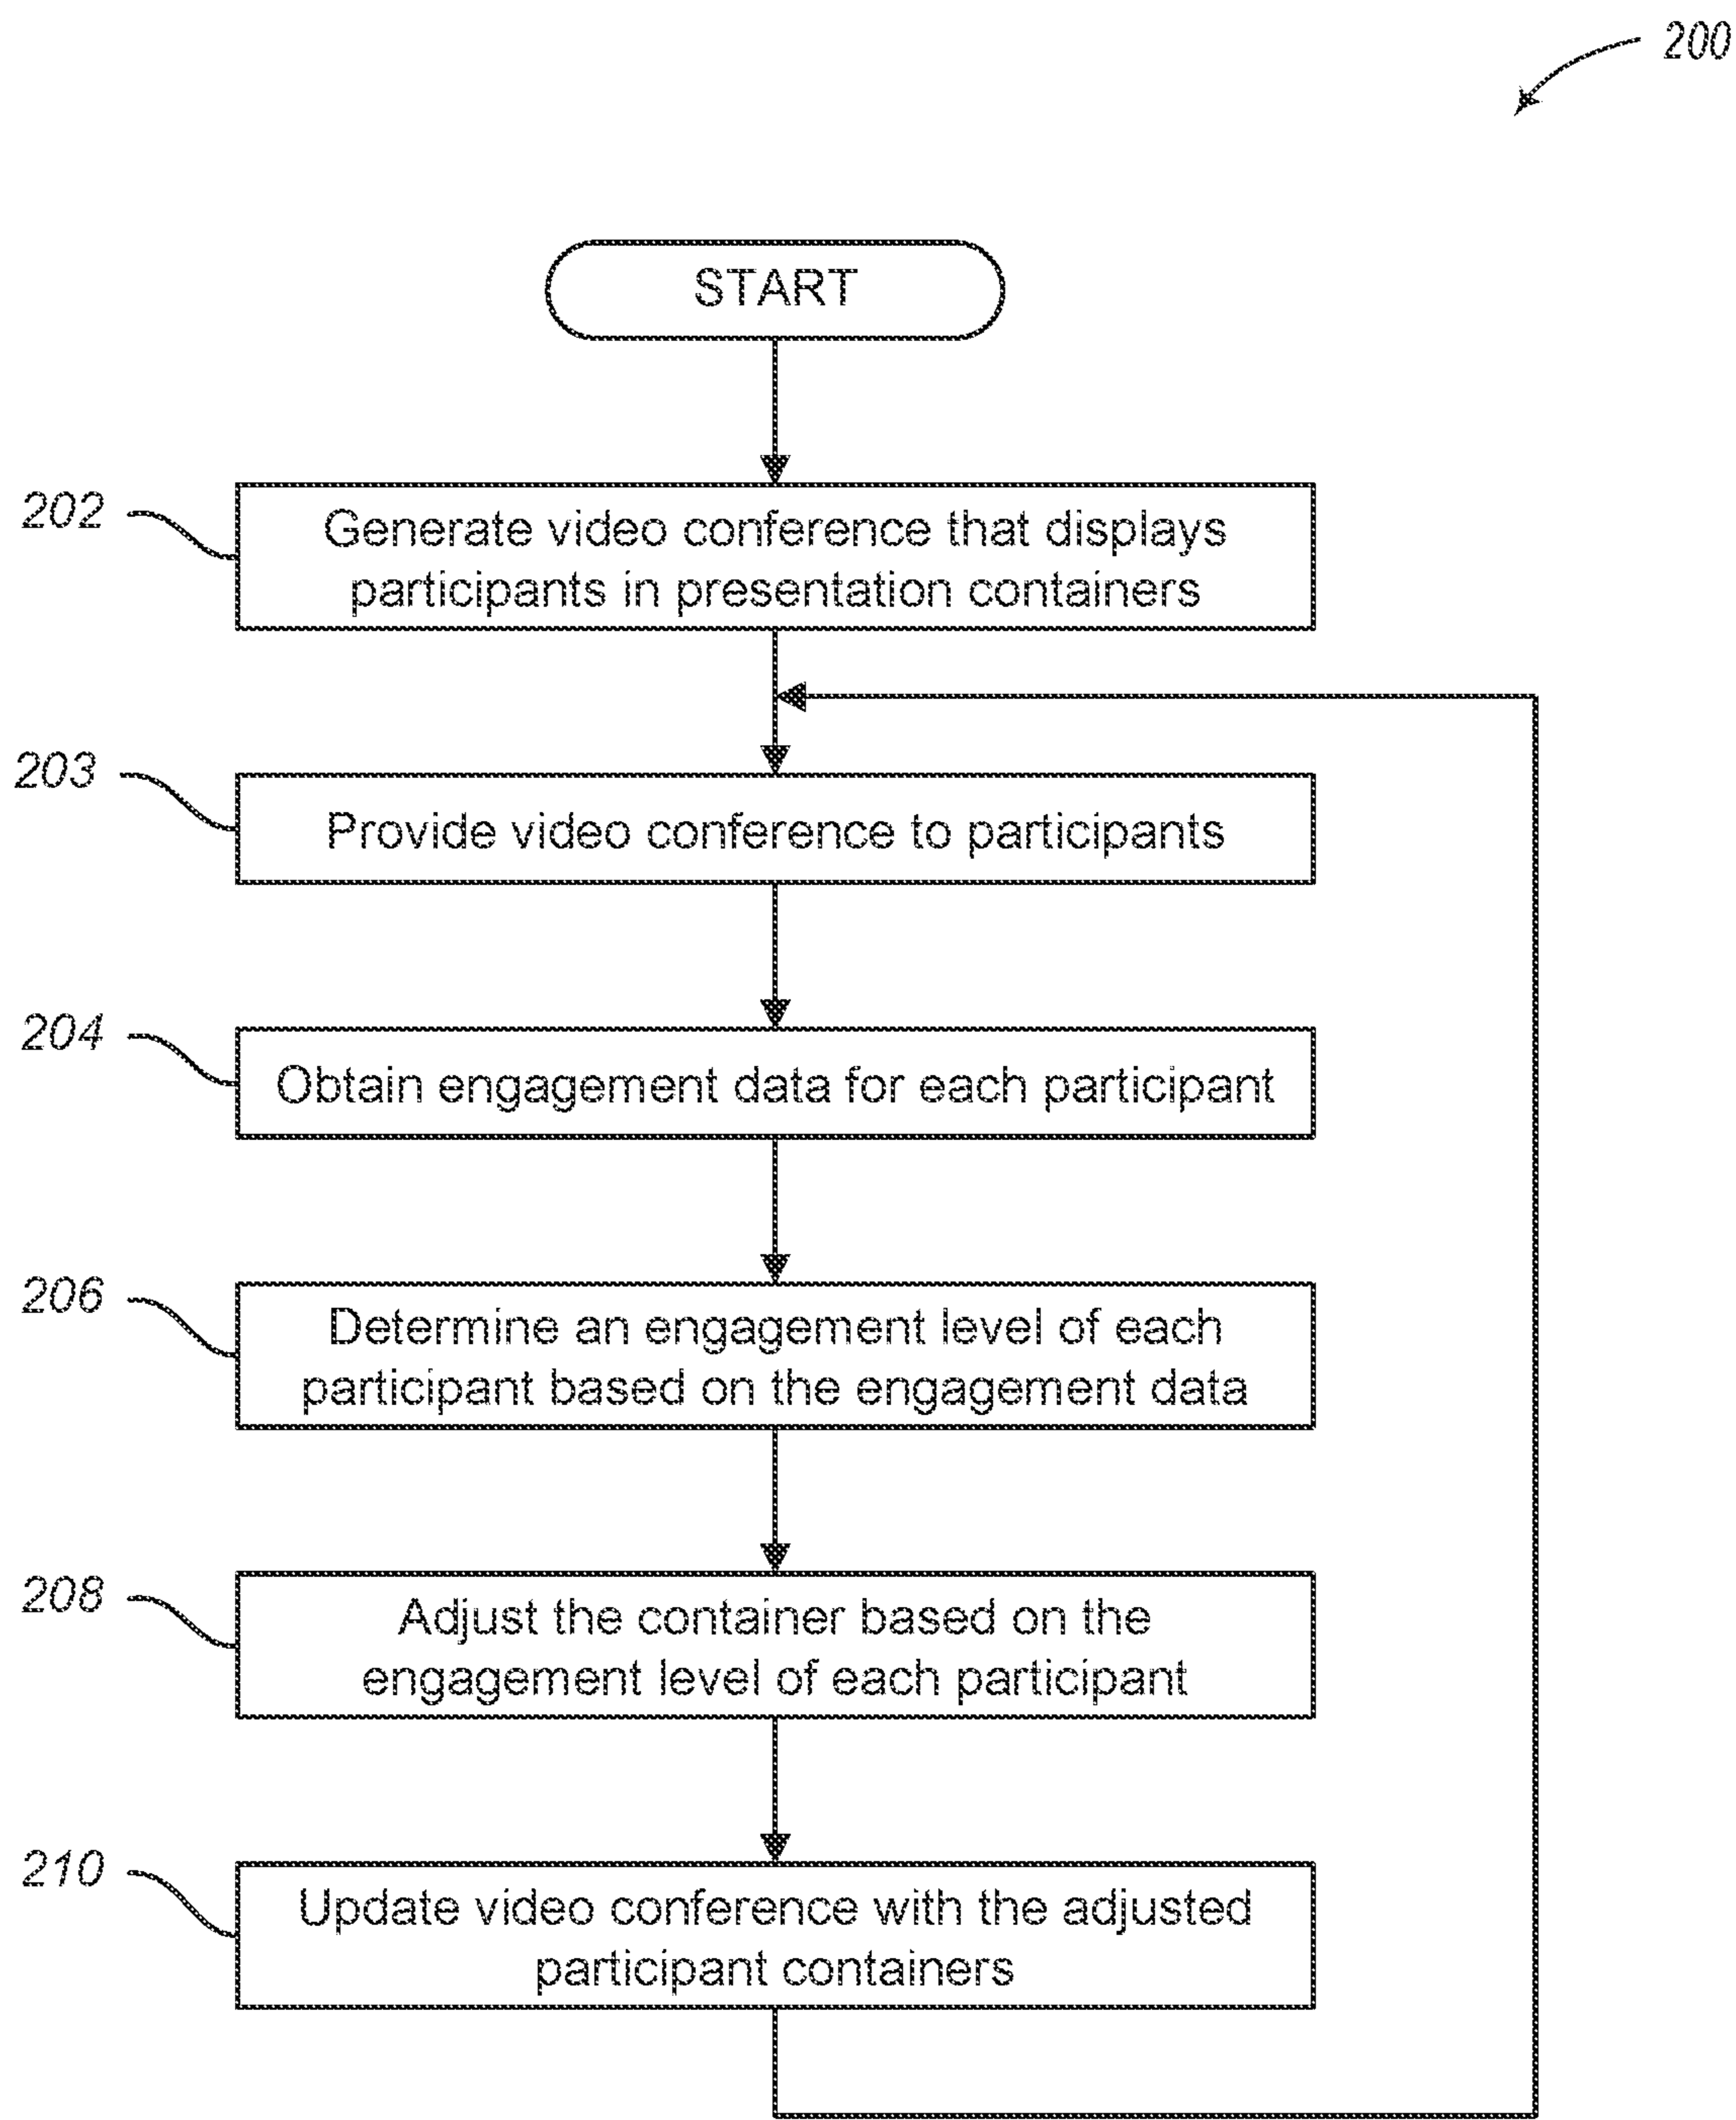 200
START
202
Generate video conference that displays
participants in presentation containers
203
Provide video conference to participants
204
Obtain engagement data for each participant
206
Determine an engagement level of each
participant based on the engagement data
208
Adjust the container based on the
engagement level of each participant
210
Update video conference with the adjusted
participant containers